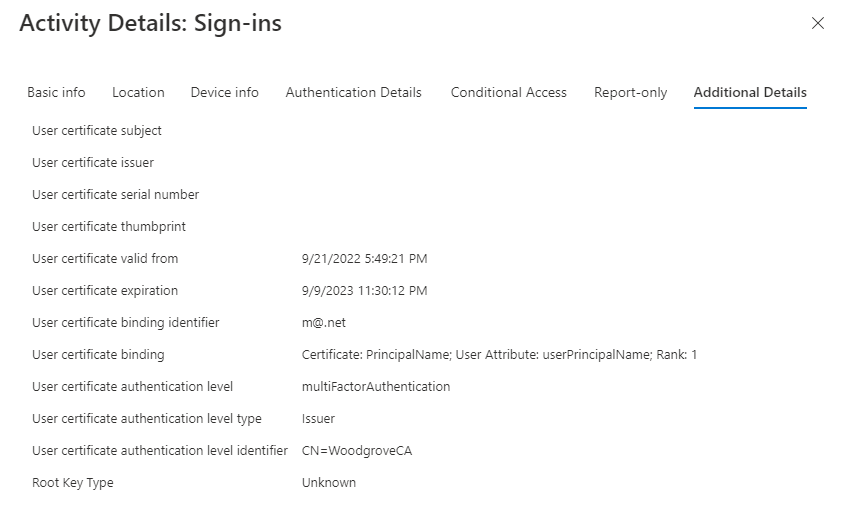 Activity Details: Sign-ins
Basic info Location Device info Authentication Details Conditional Access Report-only Additional Details
User certificate subject
User certificate issuer
User certificate serial number
User certificate thumbprint
User certificate valid from 9/21/2022 5:49:21 PM
User certificate expiration 9/9/2023 11:30:12 PM
User certificate binding identifier m@.net
User certificate binding Certificate: PrincipalName; User Attribute: userPrincipalName; Rank: 1
User certificate authentication level multiFactorAuthentication
User certificate authentication level type Issuer
User certificate authentication level identifier CN=WoodgroveCA
Root Key Type Unknown